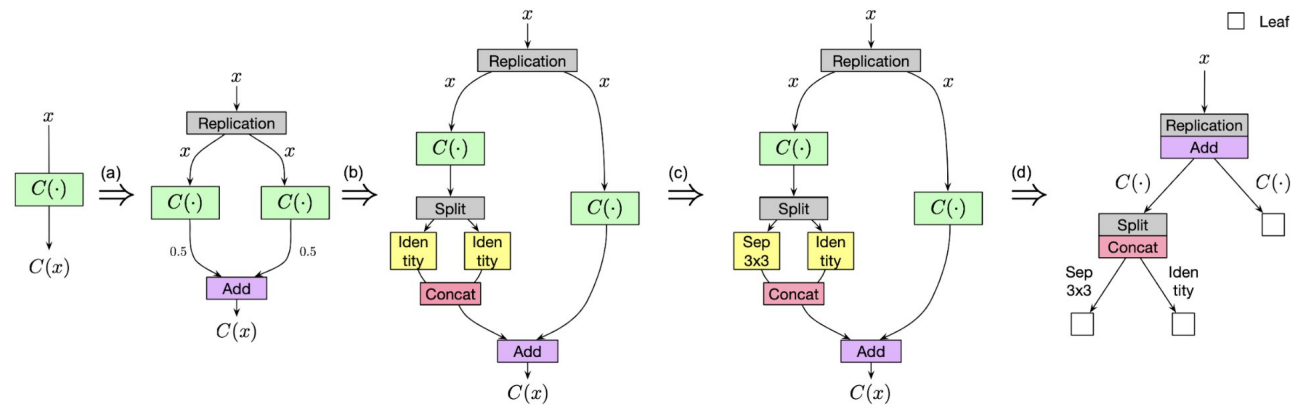 x
C(·)
C(x)
(a)
x
Replication
x
x
C(·)
C(·)
0.5
0.5
Add
C(x)
(b)
x
Replication
x
x
C(·)
Split
Iden
tity
Iden
tity
Concat
C(·)
Add
C(x)
(c)
x
Replication
x
x
C(·)
Split
Sep
3x3
Iden
tity
Concat
C(·)
Add
C(x)
(d)
Leaf
x
Replication
Add
C(·)
C(·)
Split
Concat
Sep
3x3
Iden
tity